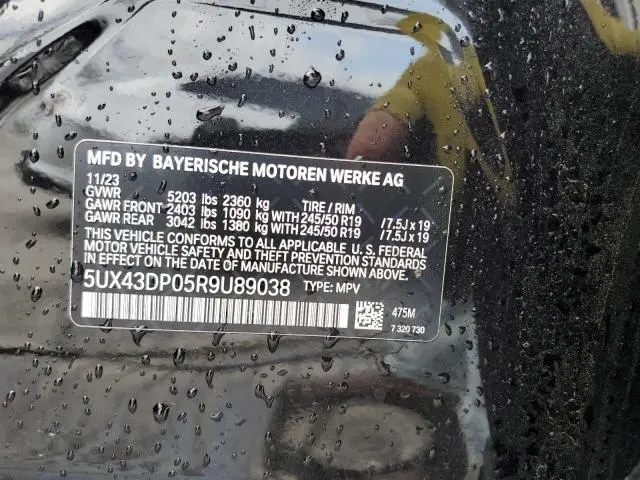 MFD BY BAYERISCHE MOTOREN WERKE AG
11/23
GVWR 5203 lbs 2360 kg TIRE / RIM
GAWR FRONT 2403 lbs 1090 kg WITH 245/50 R19 /7.5J x 19
GAWR REAR 3042 lbs 1380 kg WITH 245/50 R19 /7.5J x 19
THIS VEHICLE CONFORMS TO ALL APPLICABLE U. S. FEDERAL
MOTOR VEHICLE SAFETY, BUMPER, AND THEFT PREVENTION STANDARDS
IN EFFECT ON THE DATE OF MANUFACTURE SHOWN ABOVE.
5UX43DP05R9U89038 TYPE: MPV
475M
7 320 730